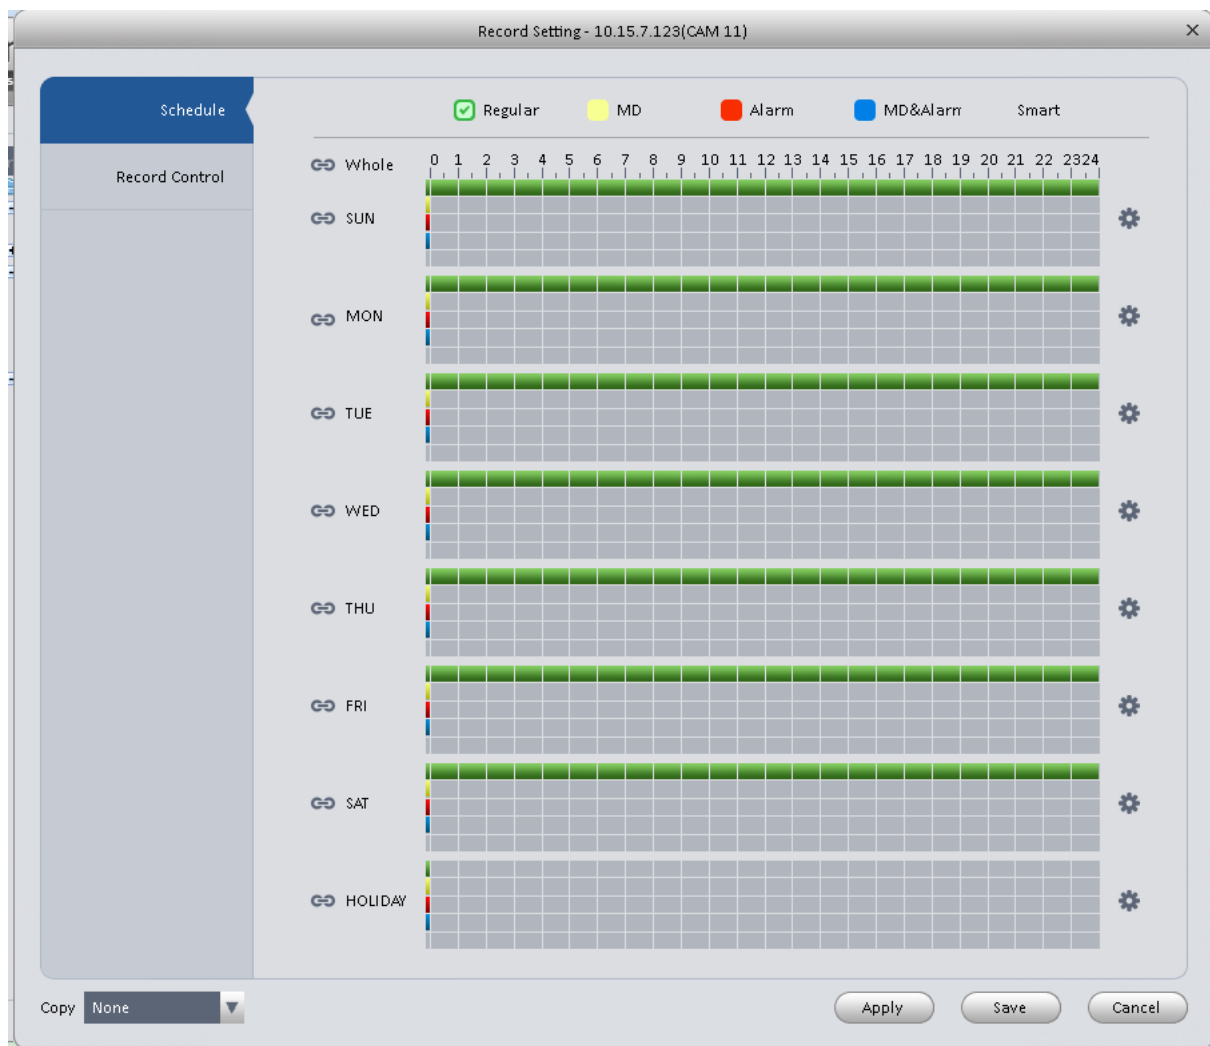 Record Setting - 10.15.7.123(CAM 11)
Schedule
Record Control
Regular MD Alarm MD&Alarm Smart
Whole 0 1 2 3 4 5 6 7 8 9 10 11 12 13 14 15 16 17 18 19 20 21 22 2324
SUN
MON
TUE
WED
THU
FRI
SAT
HOLIDAY
Copy None Apply Save Cancel